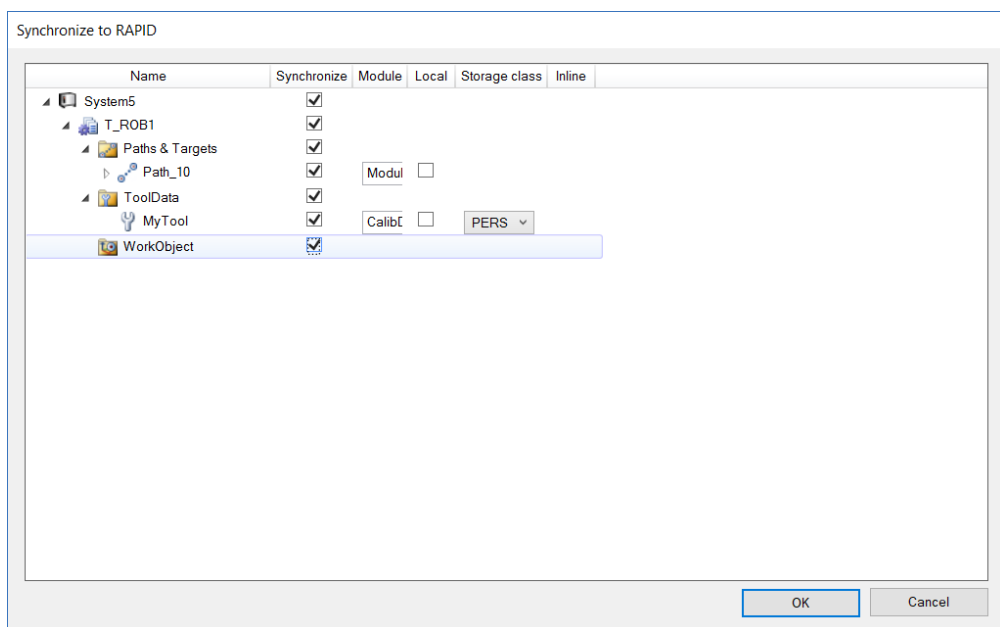 Synchronize to RAPID
Name Synchronize Module Local Storage class Inline
System5
T_ROB1
Paths & Targets
Path_10 Modul
ToolData
MyTool CalibD PERS
WorkObject
OK Cancel